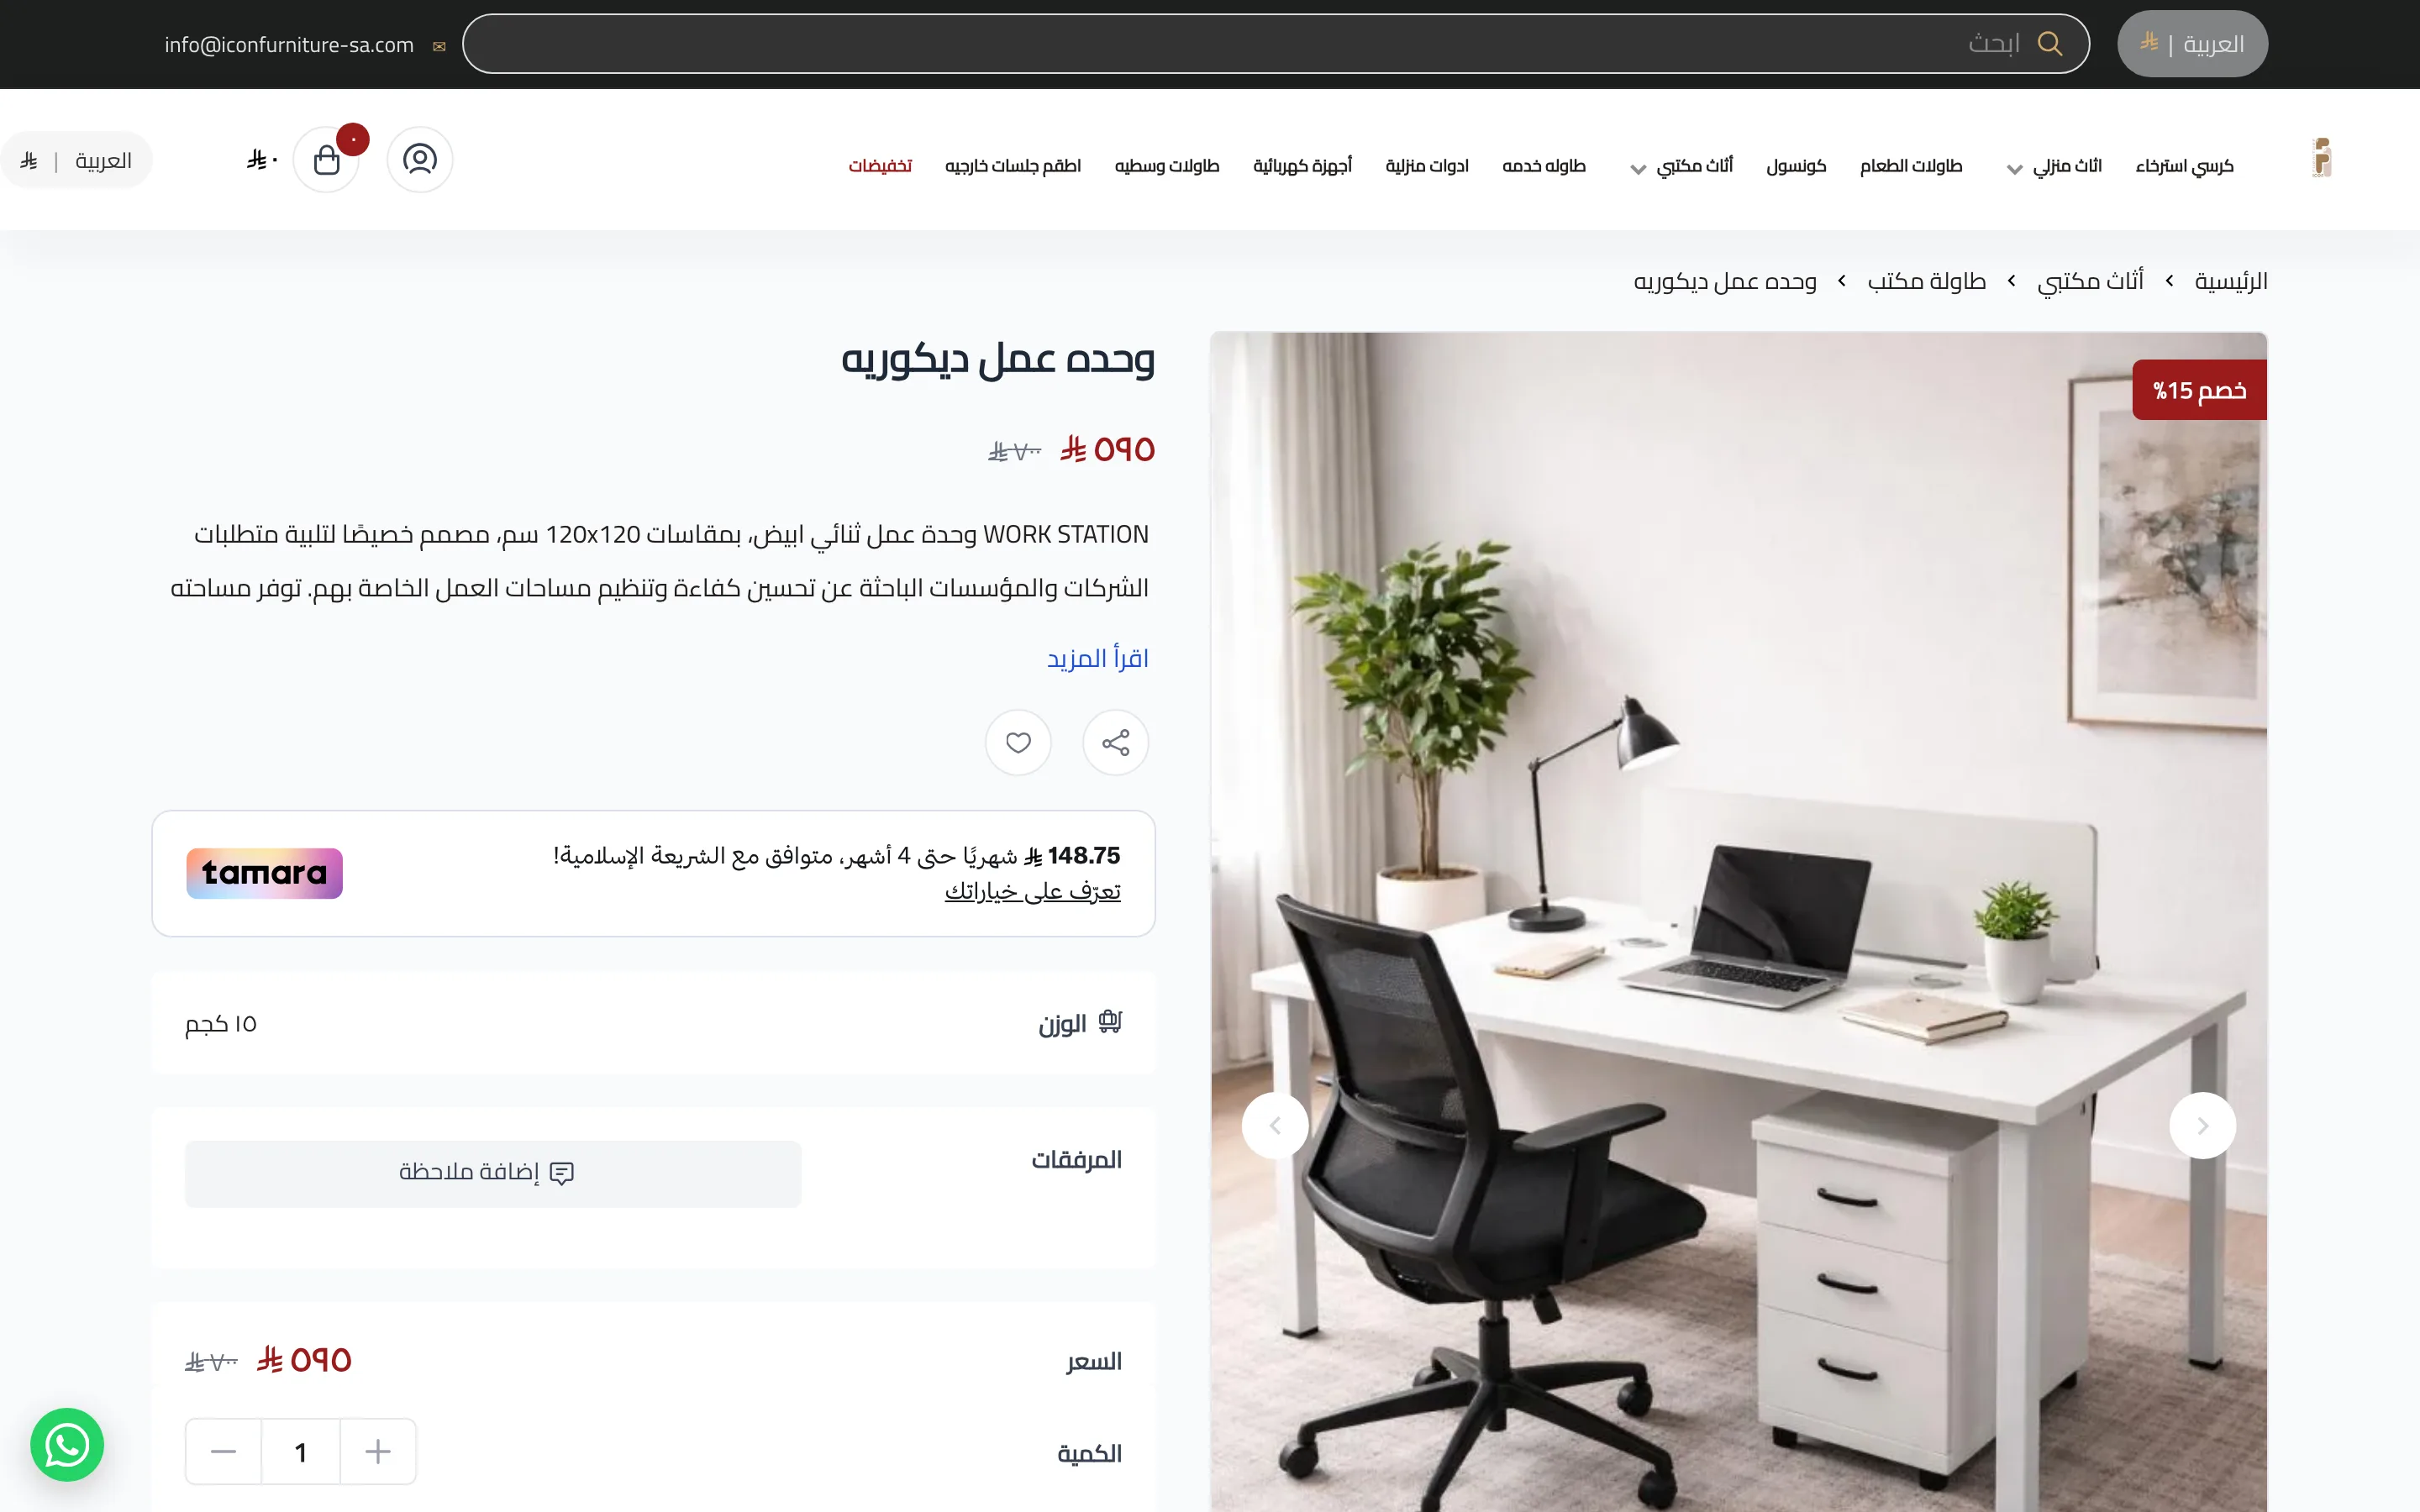 العربية |
ابحث
info@iconfurniture-sa.com
كرسي استرخاء
اثاث منزلي
طاولات الطعام
كونسول
أثاث مكتبي
طاوله خدمه
ادوات منزلية
أجهزة كهربائية
طاولات وسطيه
اطقم جلسات خارجيه
تخفيضات
٠
٠
العربية |
الرئيسية
أثاث مكتبي
طاولة مكتب
وحده عمل ديكوريه
خصم 15%
وحده عمل ديكوريه
٥٩٥ ٧٠٠
WORK STATION وحدة عمل ثنائي ابيض، بمقاسات 120x120 سم، مصمم خصيصًا لتلبية متطلبات
الشركات والمؤسسات الباحثة عن تحسين كفاءة وتنظيم مساحات العمل الخاصة بهم. توفر مساحته
اقرأ المزيد
148.75 شهريًا حتى 4 أشهر، متوافق مع الشريعة الإسلامية!
تعرّف على خياراتك
tamara
الوزن
١٥ كجم
المرفقات
إضافة ملاحظة
السعر
٥٩٥ ٧٠٠
الكمية
1